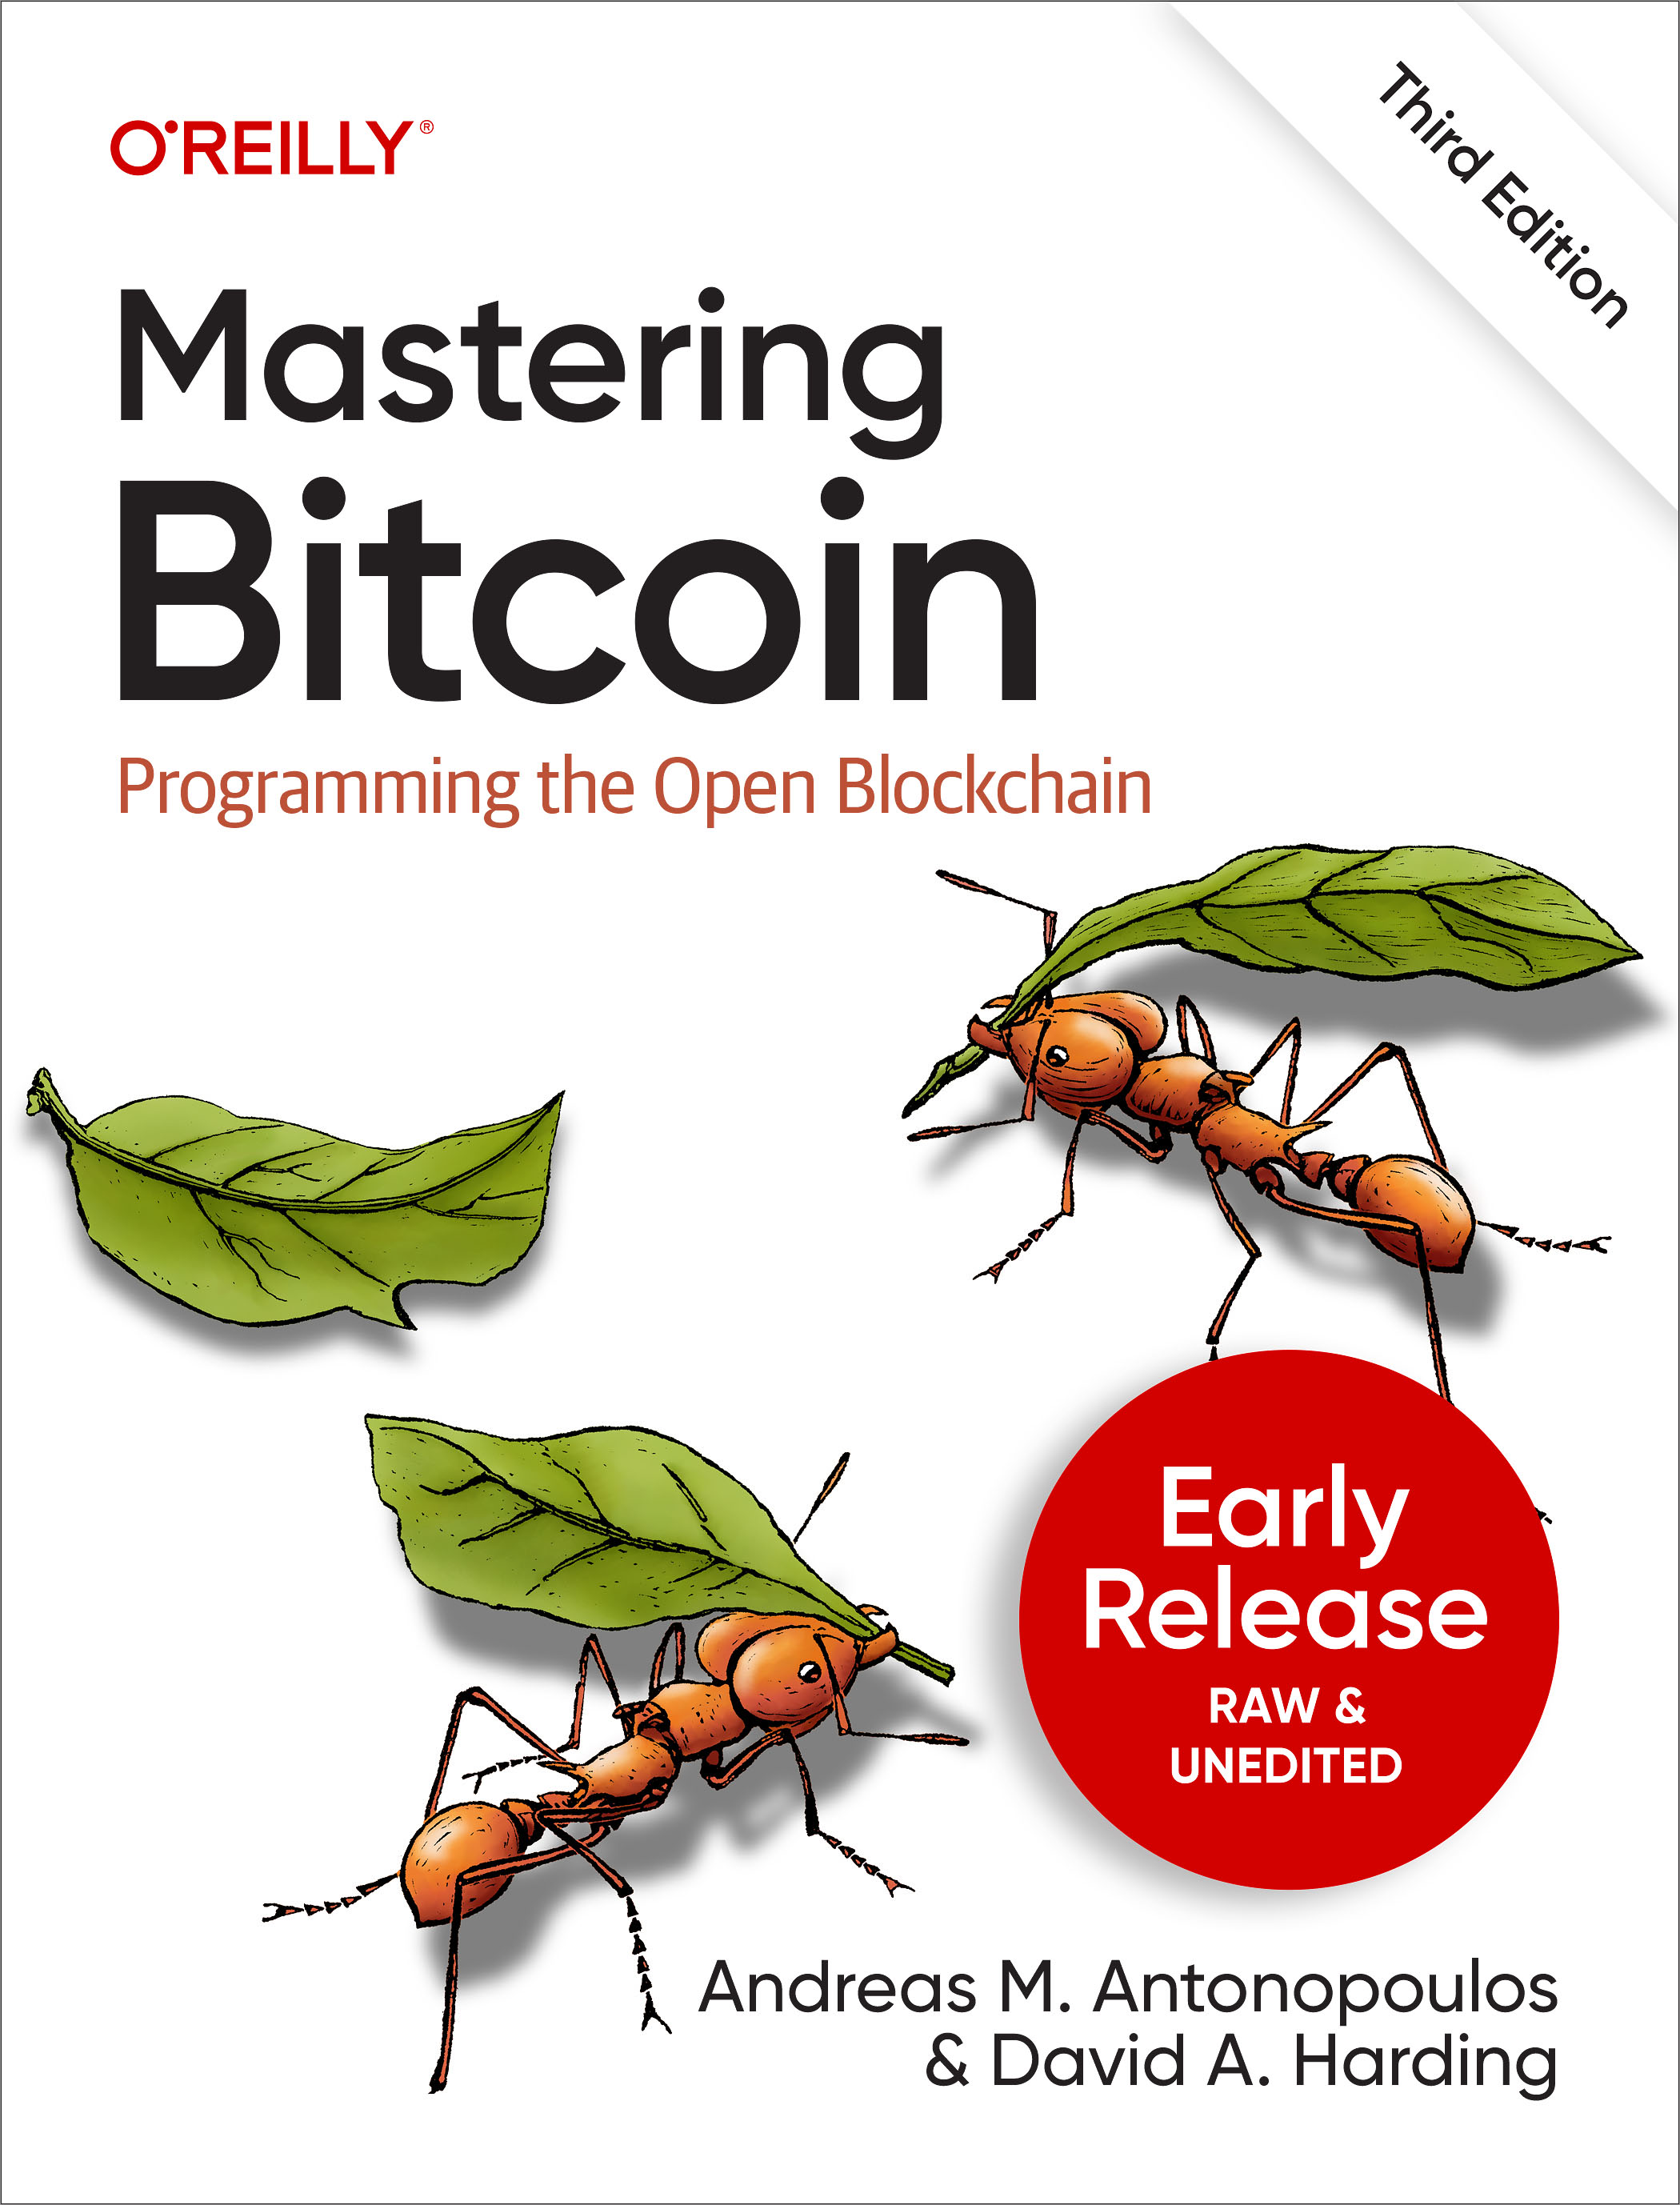 O'REILLY®
Third Edition
Mastering
Bitcoin
Programming the Open Blockchain
Early
Release
RAW &
UNEDITED
Andreas M. Antonopoulos
& David A. Harding